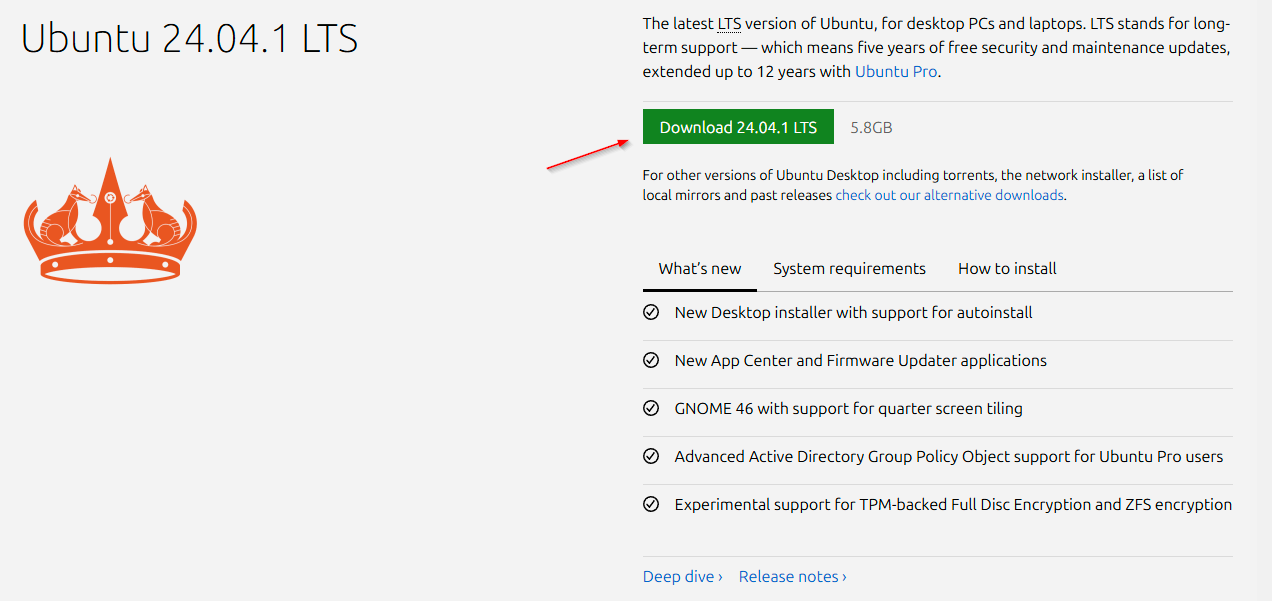 Ubuntu 24.04.1 LTS
The latest LTS version of Ubuntu, for desktop PCs and laptops. LTS stands for long-
term support — which means five years of free security and maintenance updates,
extended up to 12 years with Ubuntu Pro.
Download 24.04.1 LTS 5.8GB
For other versions of Ubuntu Desktop including torrents, the network installer, a list of
local mirrors and past releases check out our alternative downloads.
What’s new System requirements How to install
New Desktop installer with support for autoinstall
New App Center and Firmware Updater applications
GNOME 46 with support for quarter screen tiling
Advanced Active Directory Group Policy Object support for Ubuntu Pro users
Experimental support for TPM-backed Full Disc Encryption and ZFS encryption
Deep dive › Release notes ›